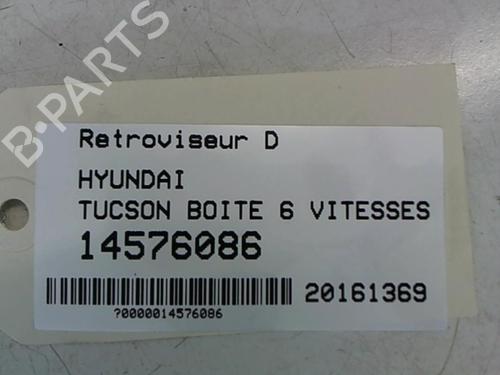 B-PARTS
Retroviseur D
HYUNDAI
TUCSON BOITE 6 VITESSES
14576086
20161369
?0000014576086